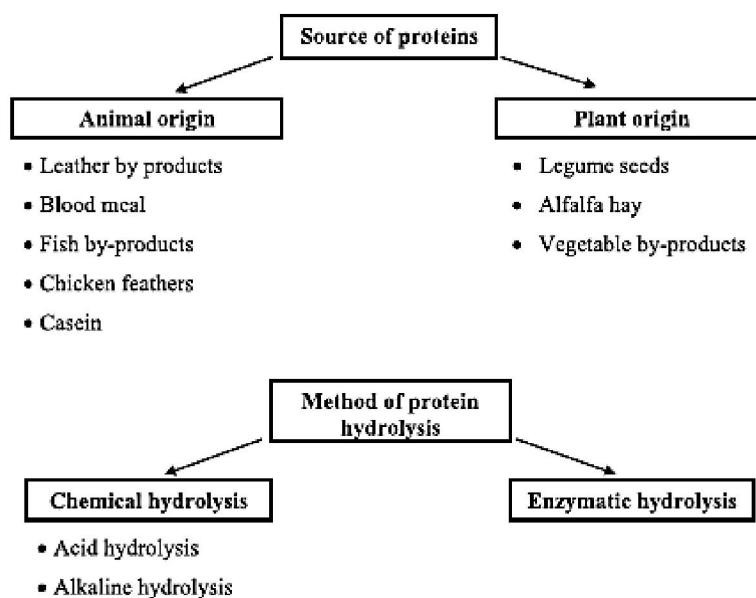 Source of proteins
Animal origin
Plant origin
• Leather by products
• Blood meal
• Fish by-products
• Chicken feathers
• Casein
• Legume seeds
• Alfalfa hay
• Vegetable by-products
Method of protein
hydrolysis
Chemical hydrolysis
Enzymatic hydrolysis
• Acid hydrolysis
• Alkaline hydrolysis